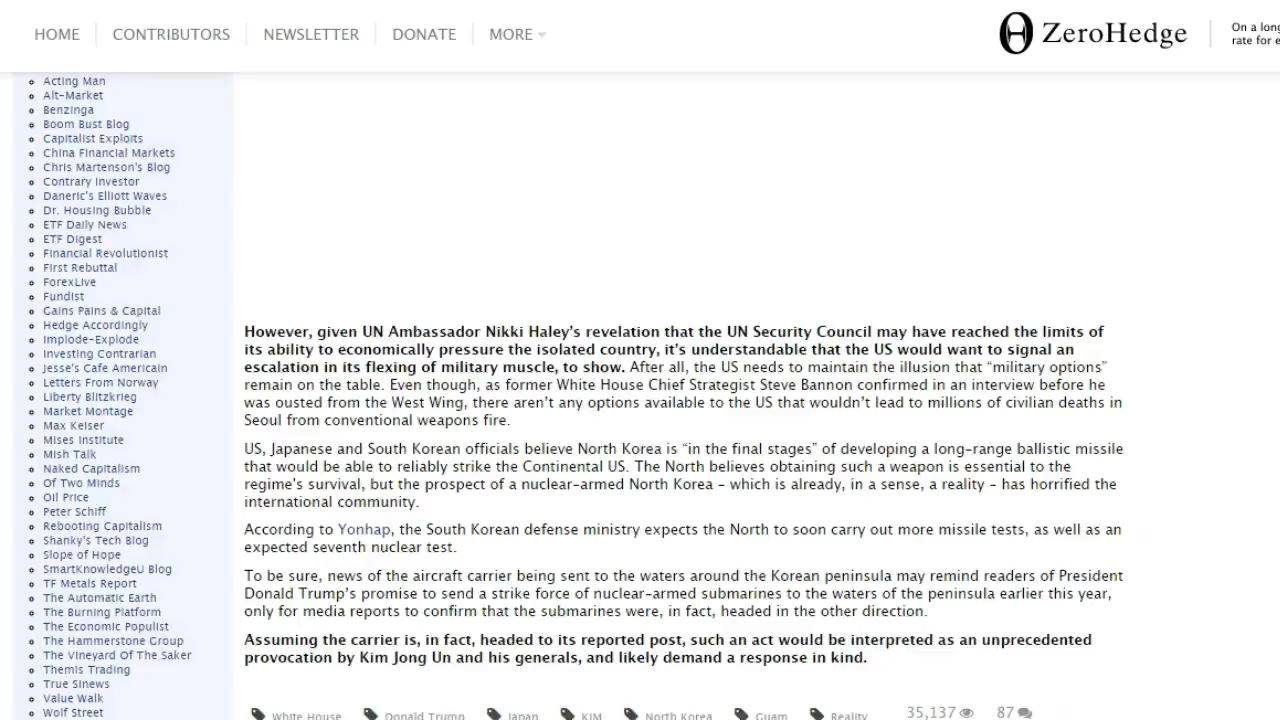 HOME CONTRIBUTORS NEWSLETTER DONATE MORE
ZeroHedge
On a long
rate for e
Acting Man
Alt-Market
Benzinga
Boom Bust Blog
Capitalist Exploits
China Financial Markets
Chris Martenson's Blog
Contrary Investor
Daneric's Elliott Waves
Dr. Housing Bubble
ETF Daily News
ETF Digest
Financial Revolutionist
First Rebuttal
ForexLive
Fundist
Gains Pains & Capital
Hedge Accordingly
Implode-Explode
Investing Contrarian
Jesse's Cafe Americain
Letters From Norway
Liberty Blitzkrieg
Market Montage
Max Keiser
Mises Institute
Mish Talk
Naked Capitalism
Of Two Minds
Oil Price
Peter Schiff
Rebooting Capitalism
Shanky's Tech Blog
Slope of Hope
SmartKnowledgeU Blog
TF Metals Report
The Automatic Earth
The Burning Platform
The Economic Populist
The Hammerstone Group
The Vineyard Of The Saker
Themis Trading
True Sinews
Value Walk
Wolf Street
However, given UN Ambassador Nikki Haley's revelation that the UN Security Council may have reached the limits of
its ability to economically pressure the isolated country, it's understandable that the US would want to signal an
escalation in its flexing of military muscle, to show. After all, the US needs to maintain the illusion that “military options”
remain on the table. Even though, as former White House Chief Strategist Steve Bannon confirmed in an interview before he
was ousted from the West Wing, there aren't any options available to the US that wouldn't lead to millions of civilian deaths in
Seoul from conventional weapons fire.
US, Japanese and South Korean officials believe North Korea is “in the final stages” of developing a long-range ballistic missile
that would be able to reliably strike the Continental US. The North believes obtaining such a weapon is essential to the
regime's survival, but the prospect of a nuclear-armed North Korea – which is already, in a sense, a reality – has horrified the
international community.
According to Yonhap, the South Korean defense ministry expects the North to soon carry out more missile tests, as well as an
expected seventh nuclear test.
To be sure, news of the aircraft carrier being sent to the waters around the Korean peninsula may remind readers of President
Donald Trump's promise to send a strike force of nuclear-armed submarines to the waters of the peninsula earlier this year,
only for media reports to confirm that the submarines were, in fact, headed in the other direction.
Assuming the carrier is, in fact, headed to its reported post, such an act would be interpreted as an unprecedented
provocation by Kim Jong Un and his generals, and likely demand a response in kind.
White House Donald Trump Japan KIM North Korea Guam Reality 35,137 87